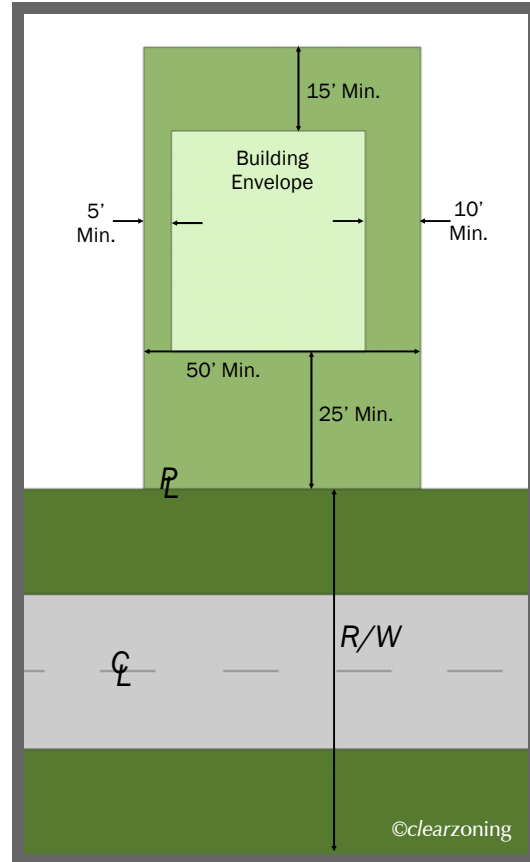 15’ Min.
Building
Envelope
5’
Min.
10’
Min.
50’ Min.
25’ Min.
PL
R/W
CL
©clearzoning